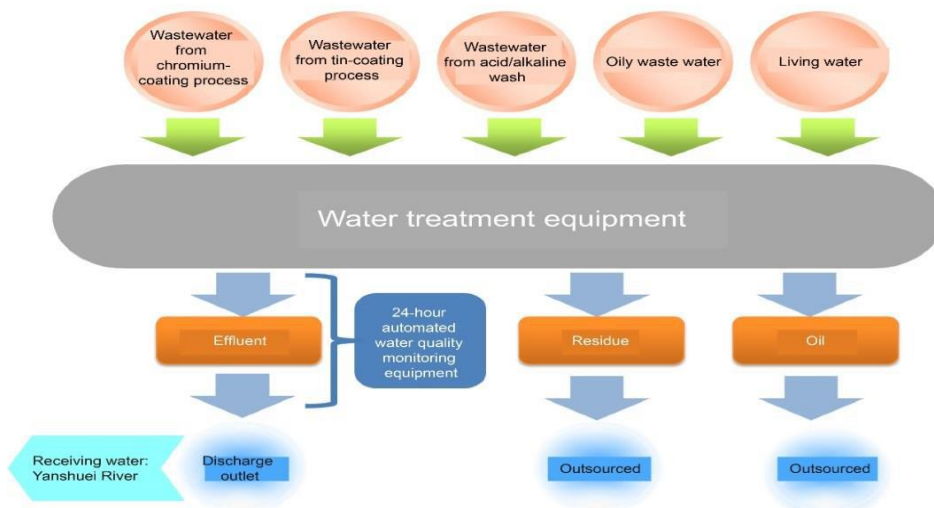 Wastewater
from
chromium-
coating process
Wastewater
from tin-coating
process
Wastewater
from acid/alkaline
wash
Oily waste water
Living water
Water treatment equipment
24-hour
automated
water quality
monitoring
equipment
Effluent
Residue
Oil
Receiving water:
Yanshuei River
Discharge
outlet
Outsourced
Outsourced